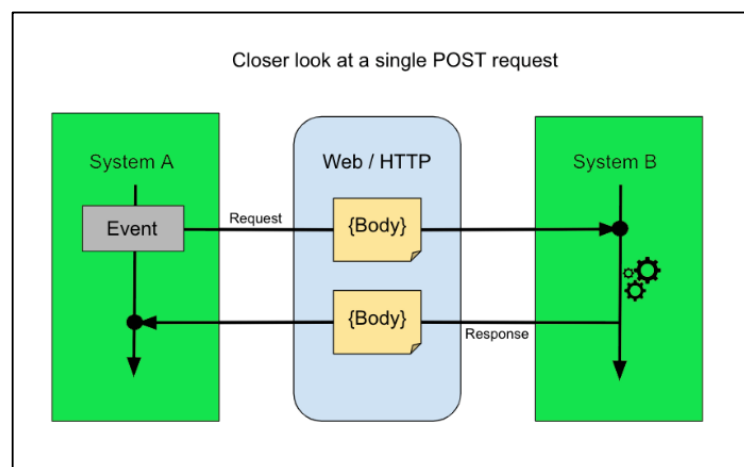 Closer look at a single POST request
System A
Web / HTTP
System B
Event
Request
{Body}
{Body}
Response